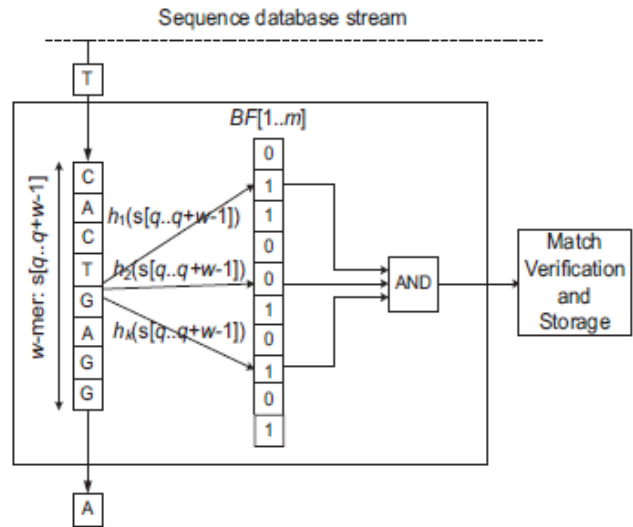 Sequence database stream
T
BF[1..m]
w-mer: s[q..q+w-1]
C
A
C
T
G
A
G
G
h1(s[q..q+w-1])
h2(s[q..q+w-1])
hk(s[q..q+w-1])
0
1
1
0
0
1
0
1
0
1
AND
Match
Verification
and
Storage
A